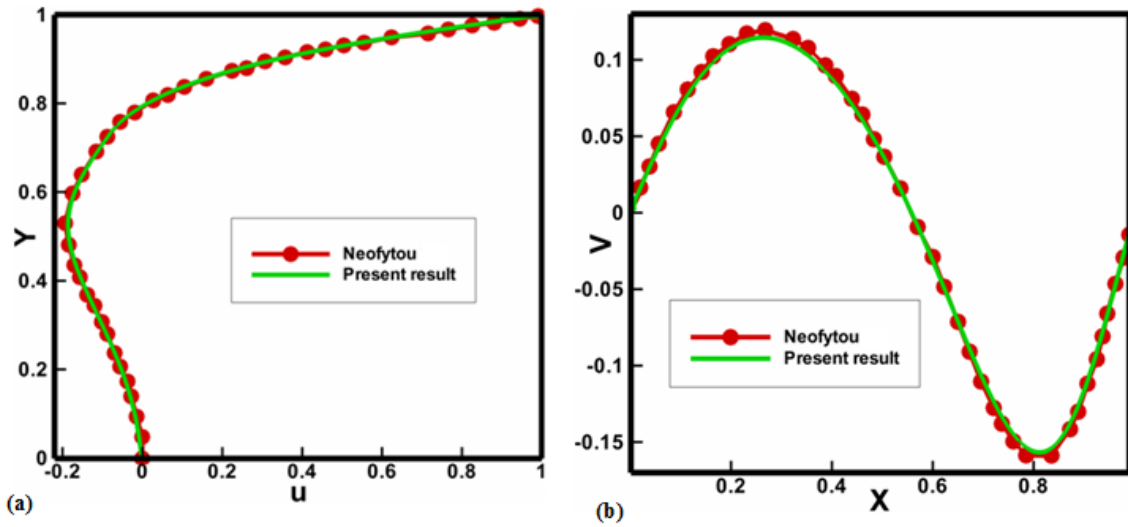 1
0.8
0.6
0.4
0.2
0
Y
-0.2 0 0.2 0.4 0.6 0.8 1
u
Neofytou
Present result
(a)
0.1
0.05
0
-0.05
-0.1
-0.15
V
0.2 0.4 0.6 0.8
X
Neofytou
Present result
(b)